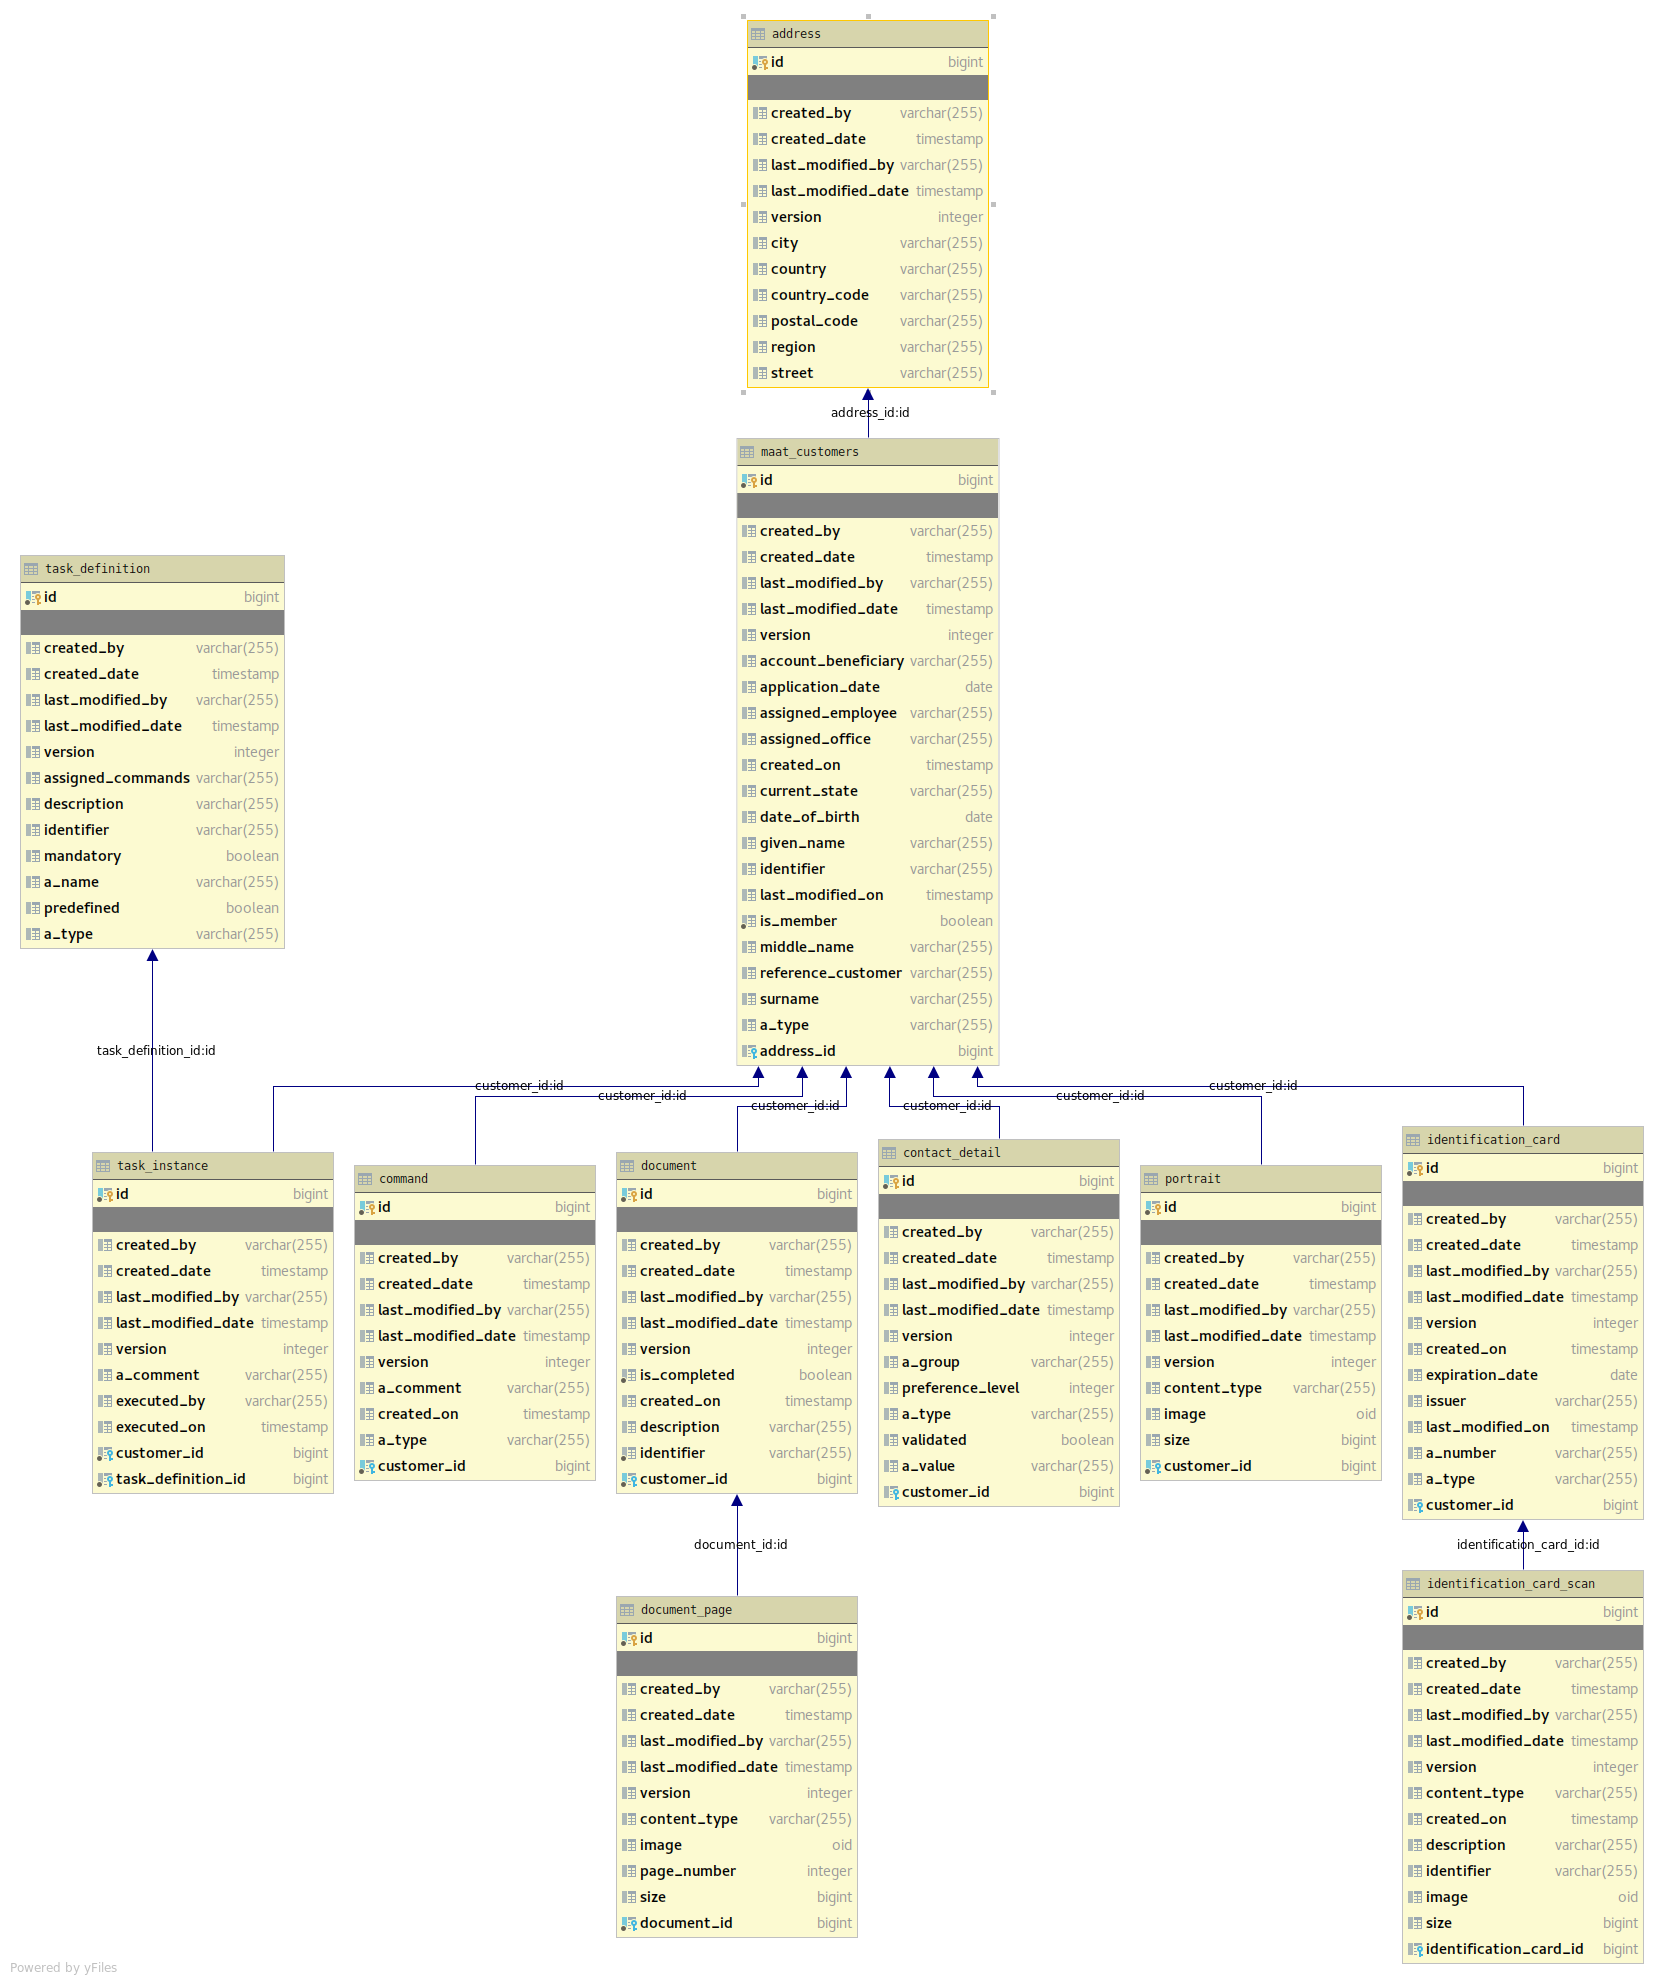 address
id bigint
created_by varchar(255)
created_date timestamp
last_modified_by varchar(255)
last_modified_date timestamp
version integer
city varchar(255)
country varchar(255)
country_code varchar(255)
postal_code varchar(255)
region varchar(255)
street varchar(255)
address_id:id
maat_customers
id bigint
created_by varchar(255)
created_date timestamp
last_modified_by varchar(255)
last_modified_date timestamp
version integer
account_beneficiary varchar(255)
application_date date
assigned_employee varchar(255)
assigned_office varchar(255)
created_on timestamp
current_state varchar(255)
date_of_birth date
given_name varchar(255)
identifier varchar(255)
last_modified_on timestamp
is_member boolean
middle_name varchar(255)
reference_customer varchar(255)
surname varchar(255)
a_type varchar(255)
address_id bigint
task_definition
id bigint
created_by varchar(255)
created_date timestamp
last_modified_by varchar(255)
last_modified_date timestamp
version integer
assigned_commands varchar(255)
description varchar(255)
identifier varchar(255)
mandatory boolean
a_name varchar(255)
predefined boolean
a_type varchar(255)
task_definition_id:id
customer_id:id
customer_id:id
customer_id:id
customer_id:id
customer_id:id
customer_id:id
task_instance
id bigint
created_by varchar(255)
created_date timestamp
last_modified_by varchar(255)
last_modified_date timestamp
version integer
a_comment varchar(255)
executed_by varchar(255)
executed_on timestamp
customer_id bigint
task_definition_id bigint
command
id bigint
created_by varchar(255)
created_date timestamp
last_modified_by varchar(255)
last_modified_date timestamp
version integer
a_comment varchar(255)
created_on timestamp
a_type varchar(255)
customer_id bigint
document
id bigint
created_by varchar(255)
created_date timestamp
last_modified_by varchar(255)
last_modified_date timestamp
version integer
is_completed boolean
created_on timestamp
description varchar(255)
identifier varchar(255)
customer_id bigint
contact_detail
id bigint
created_by varchar(255)
created_date timestamp
last_modified_by varchar(255)
last_modified_date timestamp
version integer
a_group varchar(255)
preference_level integer
a_type varchar(255)
validated boolean
a_value varchar(255)
customer_id bigint
portrait
id bigint
created_by varchar(255)
created_date timestamp
last_modified_by varchar(255)
last_modified_date timestamp
version integer
content_type varchar(255)
image oid
size bigint
customer_id bigint
identification_card
id bigint
created_by varchar(255)
created_date timestamp
last_modified_by varchar(255)
last_modified_date timestamp
version integer
created_on timestamp
expiration_date date
issuer varchar(255)
last_modified_on timestamp
a_number varchar(255)
a_type varchar(255)
customer_id bigint
document_id:id
identification_card_id:id
document_page
id bigint
created_by varchar(255)
created_date timestamp
last_modified_by varchar(255)
last_modified_date timestamp
version integer
content_type varchar(255)
image oid
page_number integer
size bigint
document_id bigint
identification_card_scan
id bigint
created_by varchar(255)
created_date timestamp
last_modified_by varchar(255)
last_modified_date timestamp
version integer
content_type varchar(255)
created_on timestamp
description varchar(255)
identifier varchar(255)
image oid
size bigint
identification_card_id bigint
Powered by yFiles